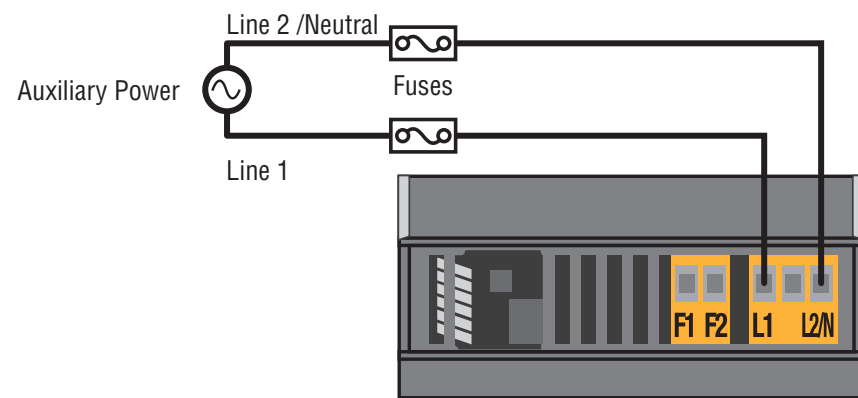 Line 2 /Neutral
Auxiliary Power
Fuses
Line 1
F1 F2 L1 L2/N